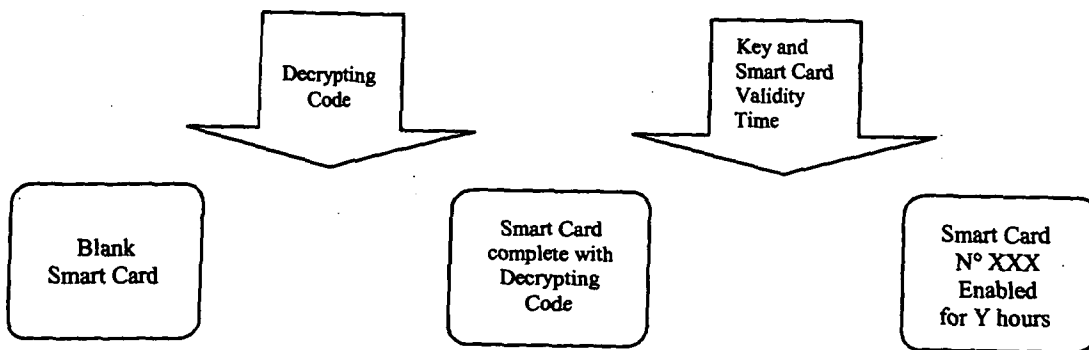 Decrypting
Code
Key and
Smart Card
Validity
Time
Blank
Smart Card
Smart Card
complete with
Decrypting
Code
Smart Card
N° XXX
Enabled
for Y hours